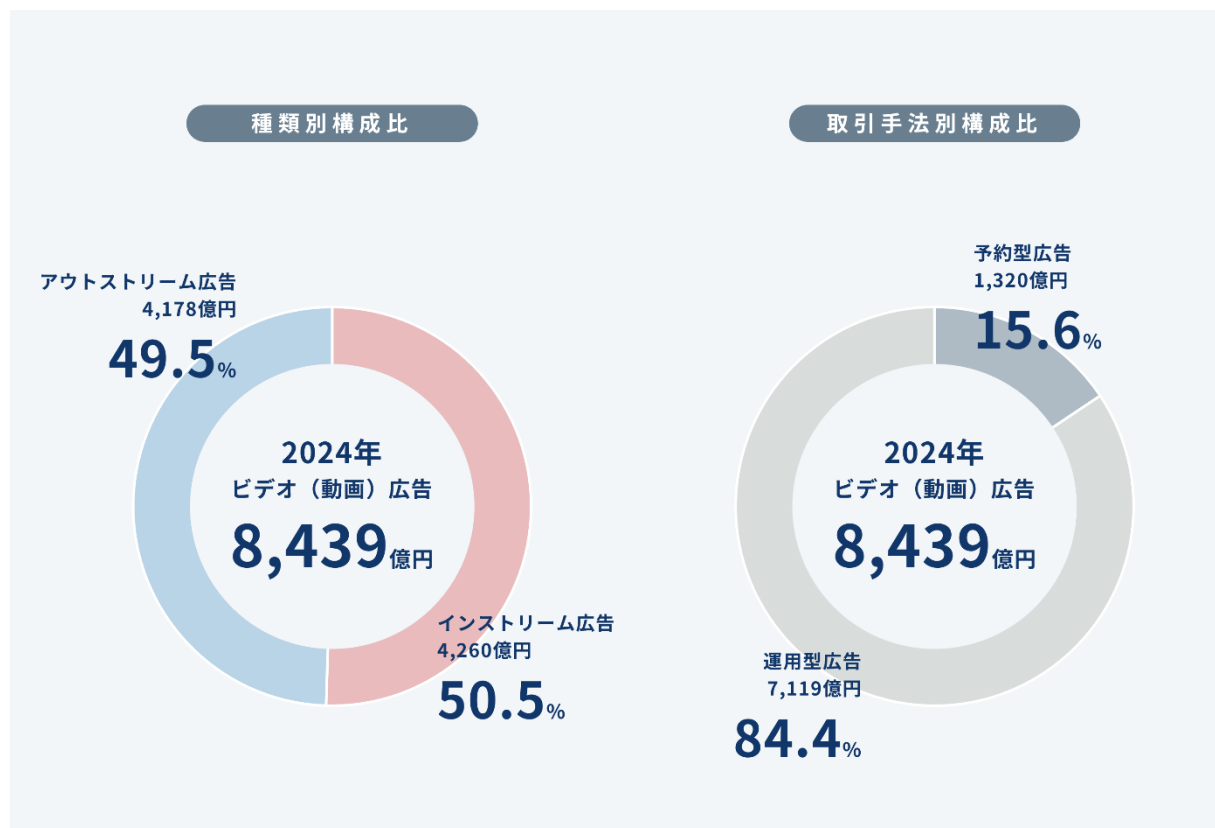 種類別構成比
アウトストリーム広告
4,178億円
49.5%
2024年
ビデオ（動画）広告
8,439億円
インストリーム広告
4,260億円
50.5%
取引手法別構成比
予約型広告
1,320億円
15.6%
2024年
ビデオ（動画）広告
8,439億円
運用型広告
7,119億円
84.4%